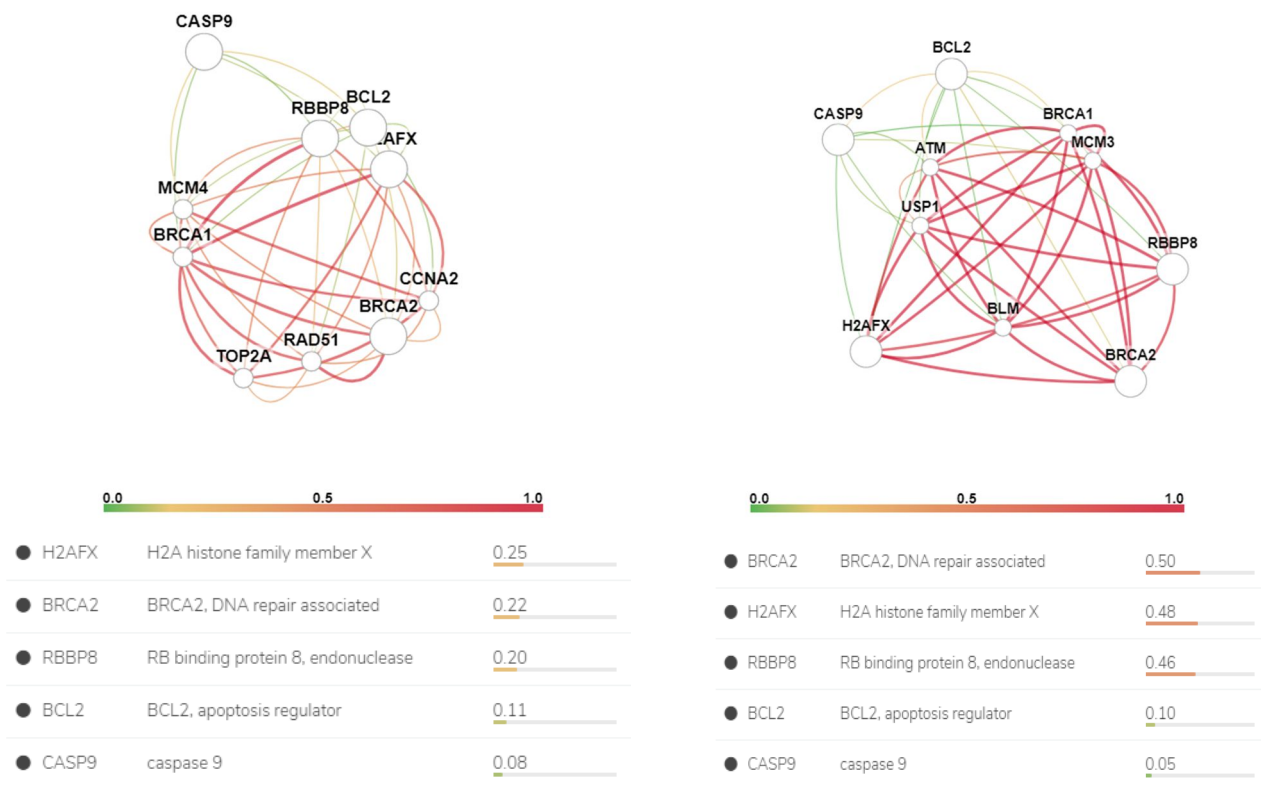 CASP9
RBBP8
BCL2
AFX
MCM4
BRCA1
CCNA2
BRCA2
RAD51
TOP2A
BCL2
CASP9
BRCA1
ATM
MCM3
USP1
RBBP8
BLM
H2AFX
BRCA2
0.0 0.5 1.0
H2AFX H2A histone family member X 0.25
BRCA2 BRCA2, DNA repair associated 0.22
RBBP8 RB binding protein 8, endonuclease 0.20
BCL2 BCL2, apoptosis regulator 0.11
CASP9 caspase 9 0.08
0.0 0.5 1.0
BRCA2 BRCA2, DNA repair associated 0.50
H2AFX H2A histone family member X 0.48
RBBP8 RB binding protein 8, endonuclease 0.46
BCL2 BCL2, apoptosis regulator 0.10
CASP9 caspase 9 0.05